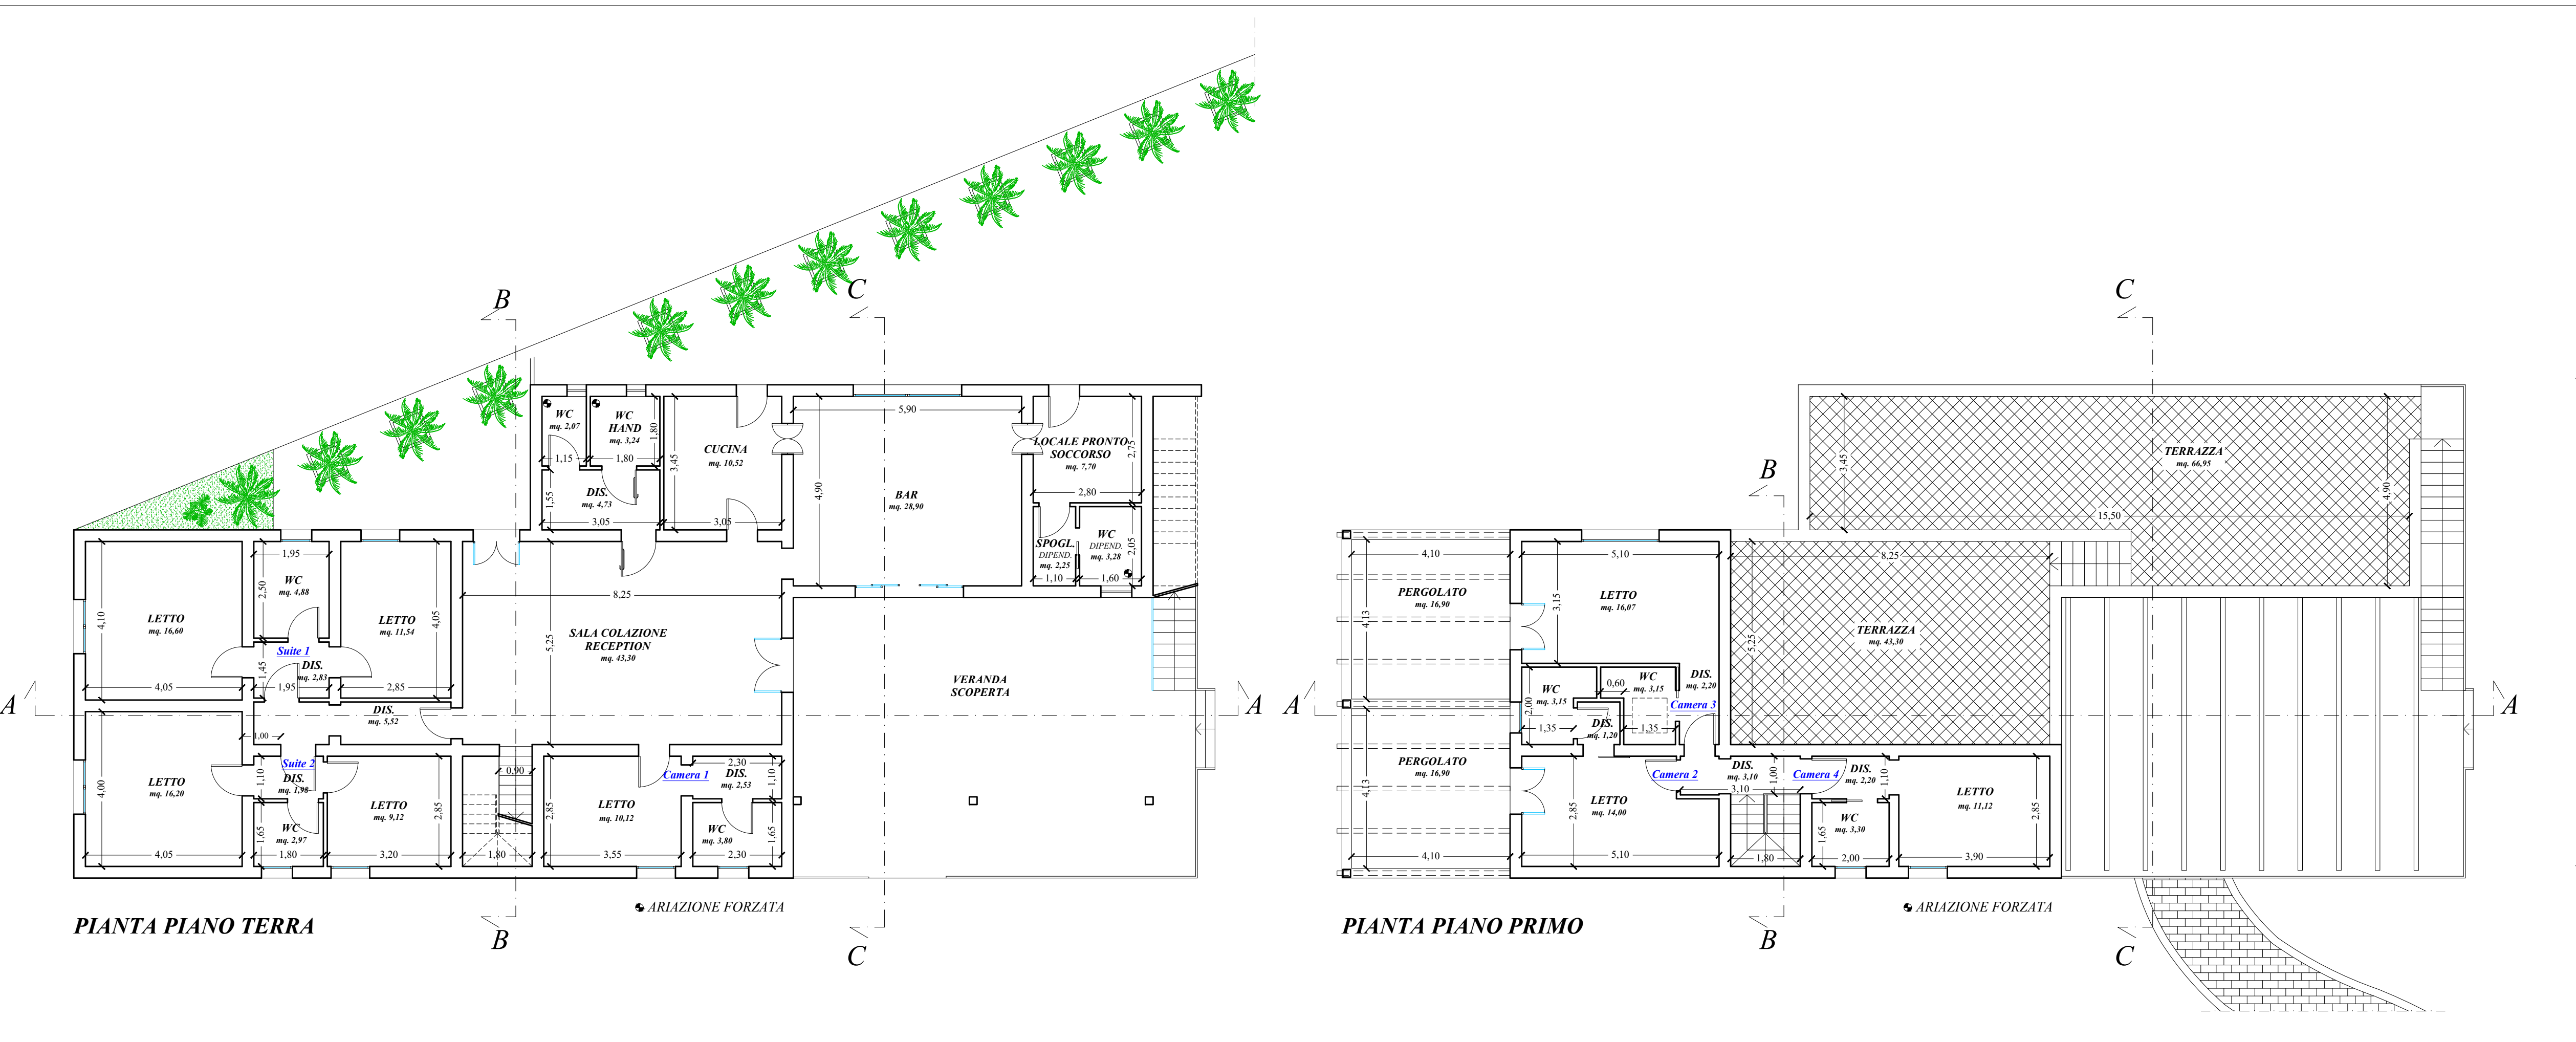 B
C
WC
mq. 2,07
1,15
WC
HAND
mq. 3,24
1,80
1,80
DIS.
mq. 4,73
1,55
3,05
CUCINA
mq. 10,52
3,45
3,05
5,90
4,90
BAR
mq. 28,90
LOCALE PRONTO
SOCCORSO
mq. 7,70
2,75
2,80
SPOGL.
DIPEND.
mq. 2,25
1,10
WC
DIPEND.
mq. 3,28
2,05
1,60
LETTO
mq. 16,60
4,10
4,05
1,95
WC
mq. 4,88
2,50
Suite 1
DIS.
mq. 2,83
1,45
1,95
LETTO
mq. 11,54
4,05
2,85
8,25
5,25
SALA COLAZIONE
RECEPTION
mq. 43,30
VERANDA
SCOPERTA
A
A
DIS.
mq. 5,52
1,00
LETTO
mq. 16,20
4,00
4,05
Suite 2
DIS.
mq. 1,98
1,10
WC
mq. 2,97
1,65
1,80
LETTO
mq. 9,12
2,85
3,20
0,90
1,80
Camera 1
LETTO
mq. 10,12
2,85
3,55
2,30
DIS.
mq. 2,53
1,10
WC
mq. 3,80
1,65
2,30
ARIAZIONE FORZATA
PIANTA PIANO TERRA
B
C
C
B
TERRAZZA
mq. 66,95
3,45
4,90
15,50
4,10
PERGOLATO
mq. 16,90
4,13
5,10
LETTO
mq. 16,07
3,15
8,25
TERRAZZA
mq. 43,30
5,25
WC
mq. 3,15
2,00
1,35
0,60
WC
mq. 3,15
1,35
DIS.
mq. 2,20
Camera 3
DIS.
mq. 1,20
A
A
PERGOLATO
mq. 16,90
4,13
4,10
Camera 2
LETTO
mq. 14,00
2,85
5,10
DIS.
mq. 3,10
1,00
3,10
1,80
Camera 4
DIS.
mq. 2,20
1,10
WC
mq. 3,30
1,65
2,00
LETTO
mq. 11,12
2,85
3,90
ARIAZIONE FORZATA
PIANTA PIANO PRIMO
B
C